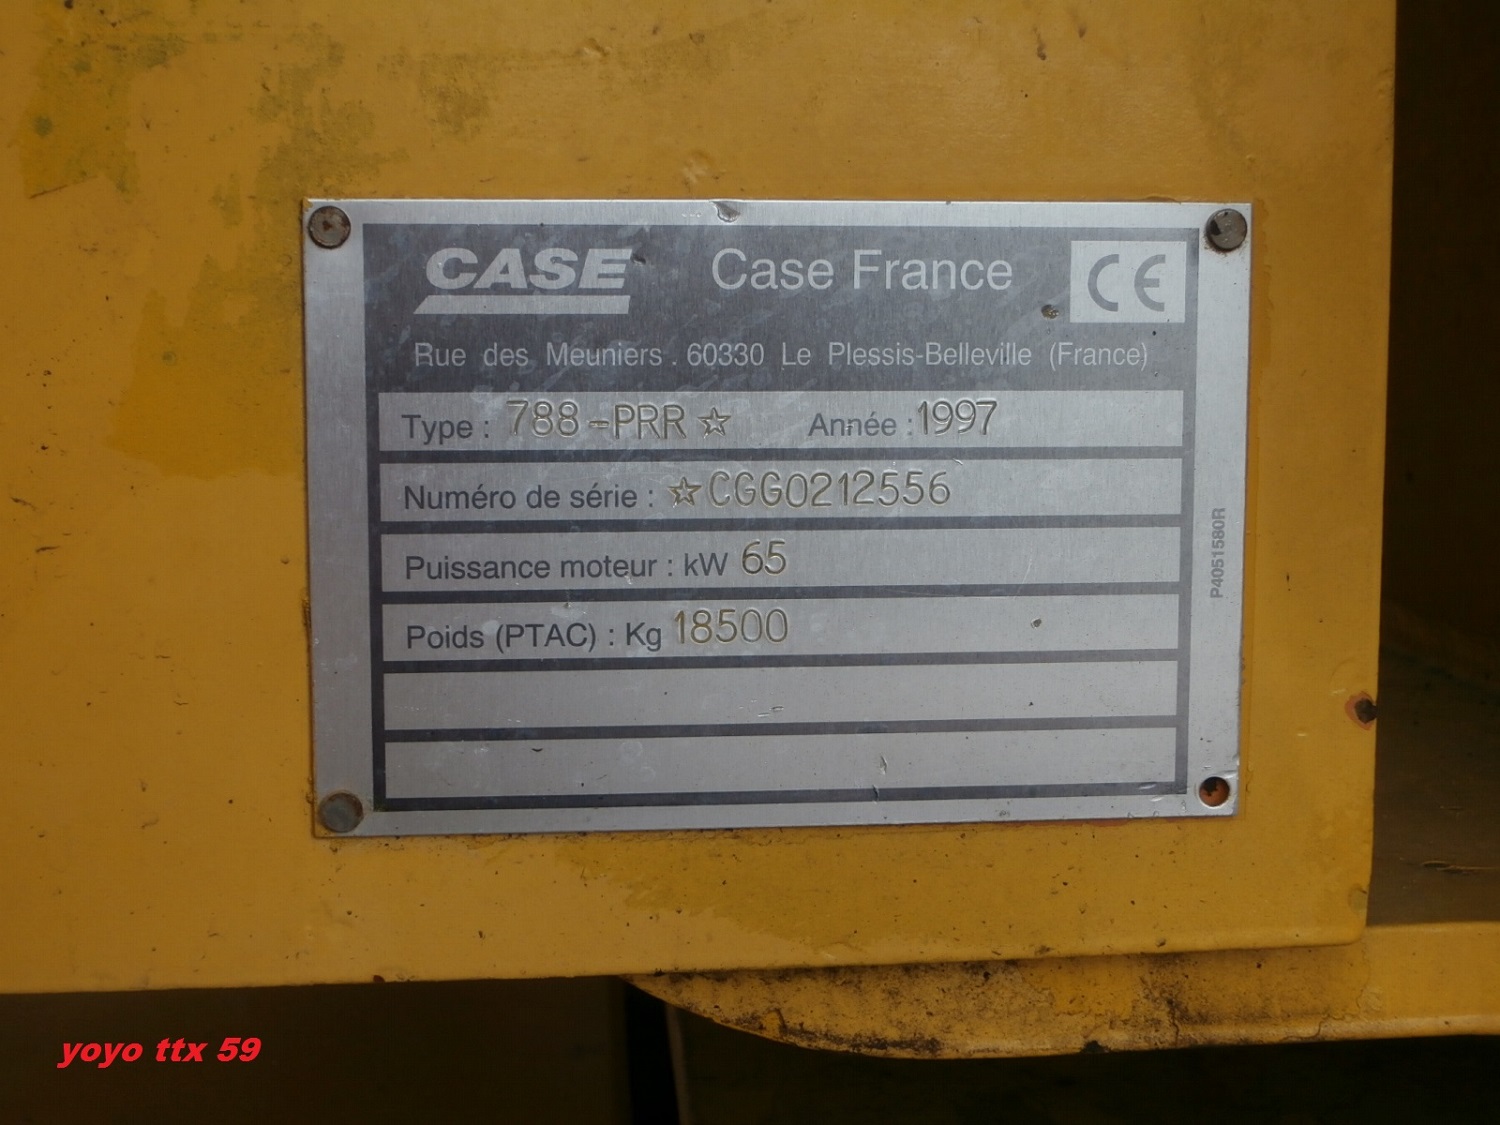 CASE Case France CE
Rue des Meuniers . 60330 Le Plessis-Belleville (France)
Type : 788-PRR☆ Année : 1997
Numéro de série : ☆CGG0212556
Puissance moteur : kW 65
Poids (PTAC) : Kg 18500
P4051580R
yoyo ttx 59